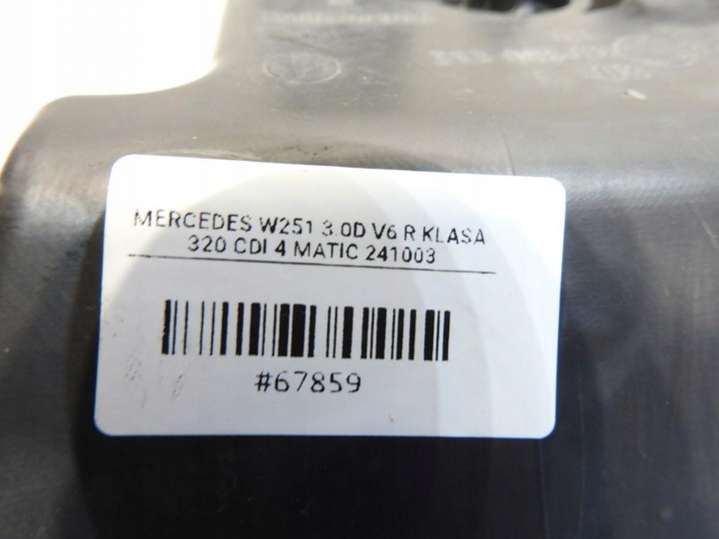 MERCEDES W251 3.0D V6 R KLASA
320 CDI 4 MATIC 241003
#67859